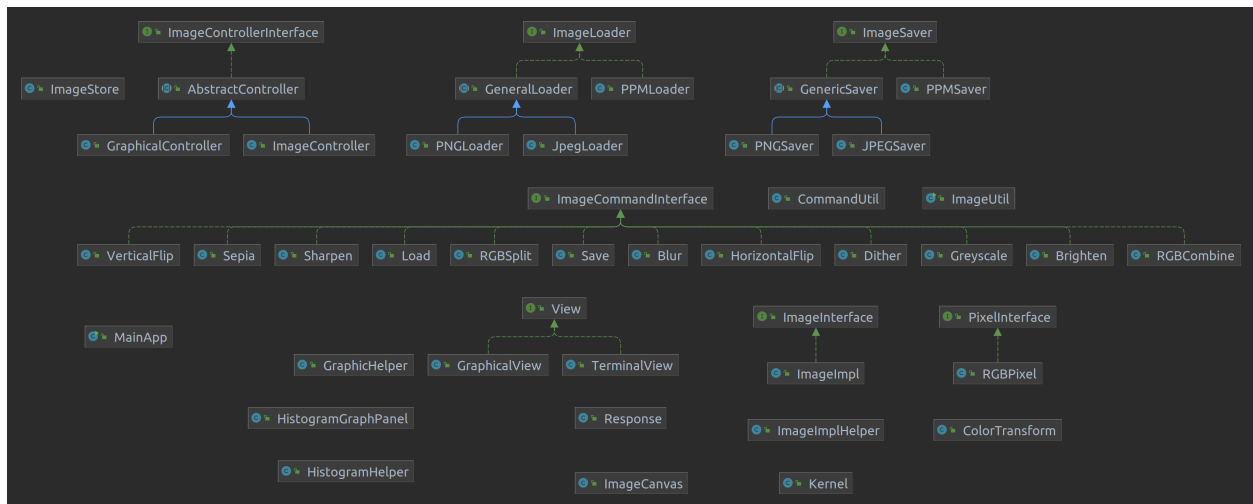 ImageControllerInterface
ImageLoader
ImageSaver
ImageStore
AbstractController
GeneralLoader
PPMLoader
GenericSaver
PPMSaver
GraphicalController
ImageController
PNGLoader
JpegLoader
PNGSaver
JPEGSaver
ImageCommandInterface
CommandUtil
ImageUtil
VerticalFlip
Sepia
Sharpen
Load
RGBSplit
Save
Blur
HorizontalFlip
Dither
Greyscale
Brighten
RGBCombine
View
ImageInterface
PixelInterface
MainApp
GraphicHelper
GraphicalView
TerminalView
ImageImpl
RGBPixel
HistogramGraphPanel
Response
ImageImplHelper
ColorTransform
HistogramHelper
ImageCanvas
Kernel